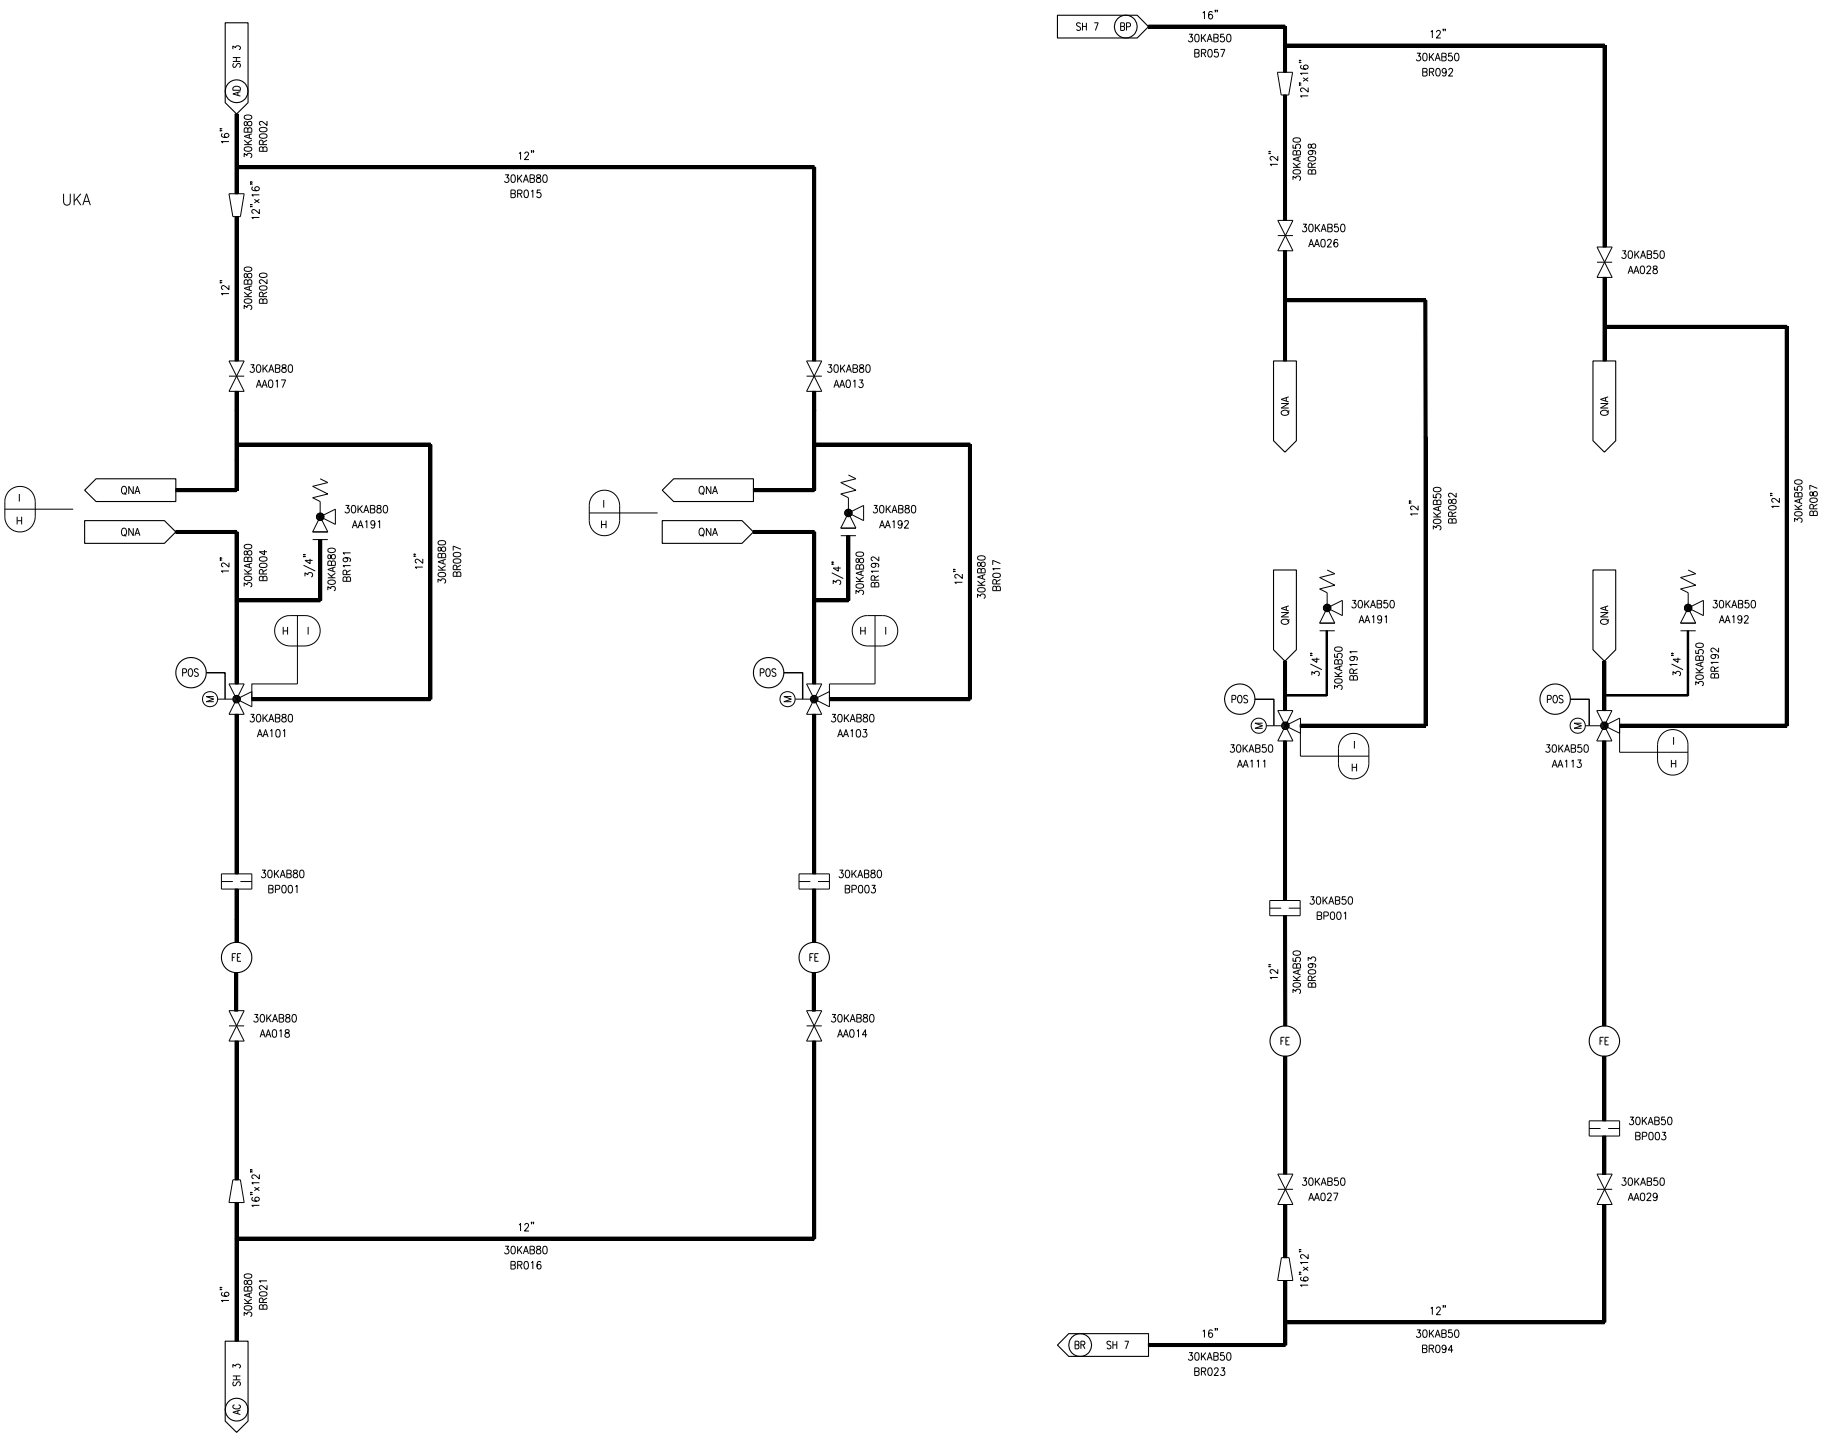 SH 3
AD
16"
30KAB80
BR002
12"
30KAB80
BR015
UKA
12"x16"
12"
30KAB80
BR020
30KAB80
AA017
30KAB80
AA013
QNA
QNA
I
H
I
H
30KAB80
AA191
30KAB80
AA192
QNA
QNA
12"
30KAB80
BR004
3/4"
30KAB80
BR191
12"
30KAB80
BR007
3/4"
30KAB80
BR192
12"
30KAB80
BR017
H I
H I
POS
M
POS
M
30KAB80
AA101
30KAB80
AA103
30KAB80
BP001
30KAB80
BP003
FE
FE
30KAB80
AA018
30KAB80
AA014
16"x12"
12"
30KAB80
BR016
16"
30KAB80
BR021
SH 3
AC
SH 7 BP
16"
30KAB50
BR057
12"
30KAB50
BR092
12"x16"
12"
30KAB50
BR098
30KAB50
AA026
30KAB50
AA028
QNA
QNA
12"
30KAB50
BR082
12"
30KAB50
BR087
QNA
QNA
30KAB50
AA191
30KAB50
AA192
3/4"
30KAB50
BR191
3/4"
30KAB50
BR192
POS
M
POS
M
30KAB50
AA111
I
H
30KAB50
AA113
I
H
30KAB50
BP001
12"
30KAB50
BR093
FE
FE
30KAB50
BP003
30KAB50
AA027
30KAB50
AA029
16"x12"
12"
30KAB50
BR094
BR SH 7
16"
30KAB50
BR023